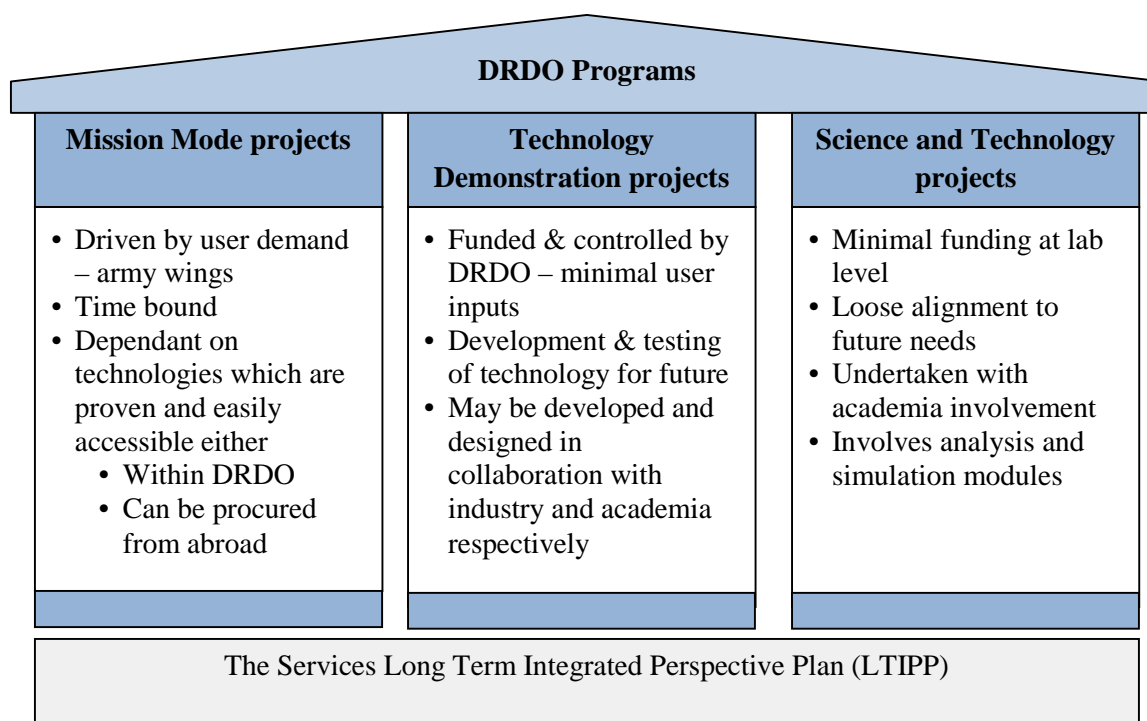 DRDO Programs
Mission Mode projects
• Driven by user demand
– army wings
• Time bound
• Dependant on
technologies which are
proven and easily
accessible either
• Within DRDO
• Can be procured
from abroad
Technology
Demonstration projects
• Funded & controlled by
DRDO – minimal user
inputs
• Development & testing
of technology for future
• May be developed and
designed in
collaboration with
industry and academia
respectively
Science and Technology
projects
• Minimal funding at lab
level
• Loose alignment to
future needs
• Undertaken with
academia involvement
• Involves analysis and
simulation modules
The Services Long Term Integrated Perspective Plan (LTIPP)